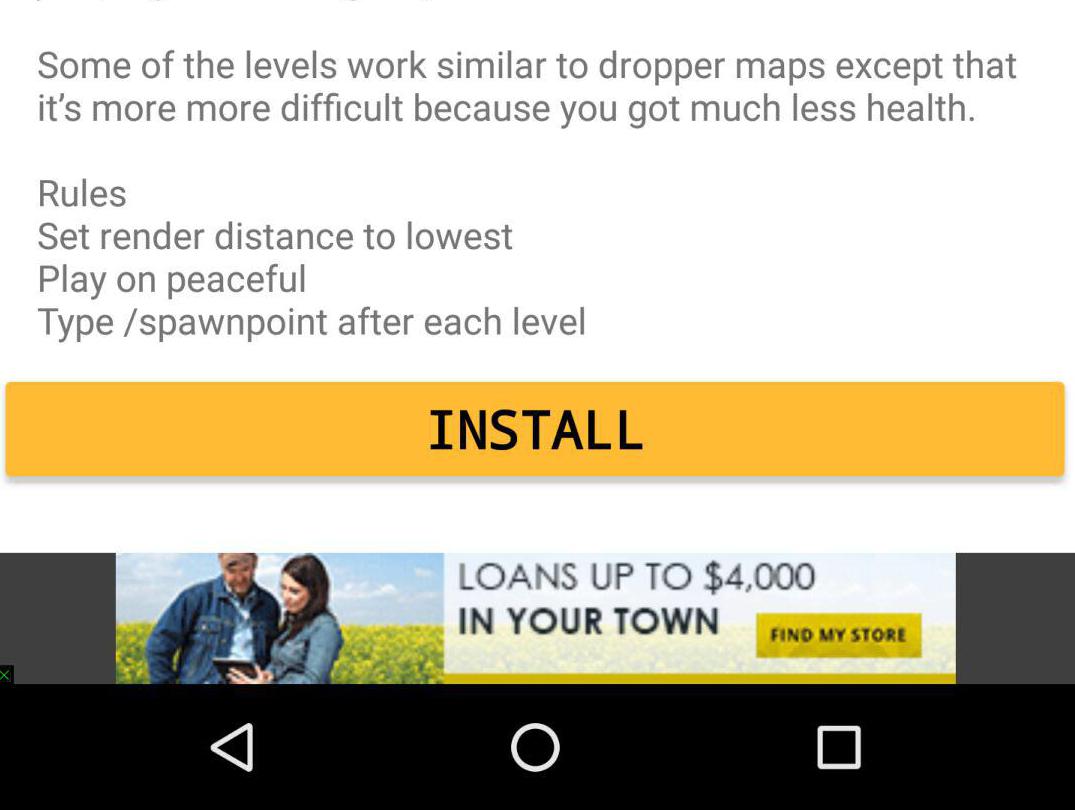 Some of the levels work similar to dropper maps except that
it's more more difficult because you got much less health.
Rules
Set render distance to lowest
Play on peaceful
Type /spawnpoint after each level
INSTALL
LOANS UP TO $4,000
IN YOUR TOWN
FIND MY STORE